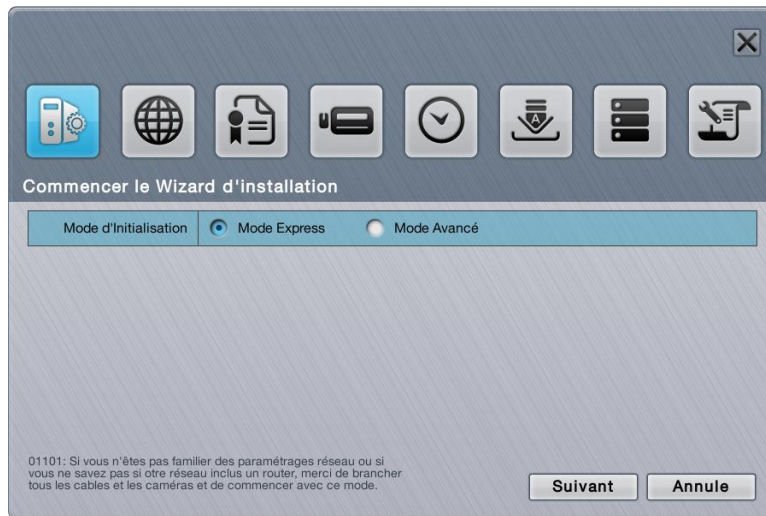 Commencer le Wizard d'installation
Mode d'Initialisation Mode Express Mode Avancé
01101: Si vous n'êtes pas familier des paramétrages réseau ou si
vous ne savez pas si otre réseau inclus un router, merci de brancher
tous les cables et les caméras et de commencer avec ce mode.
Suivant Annule